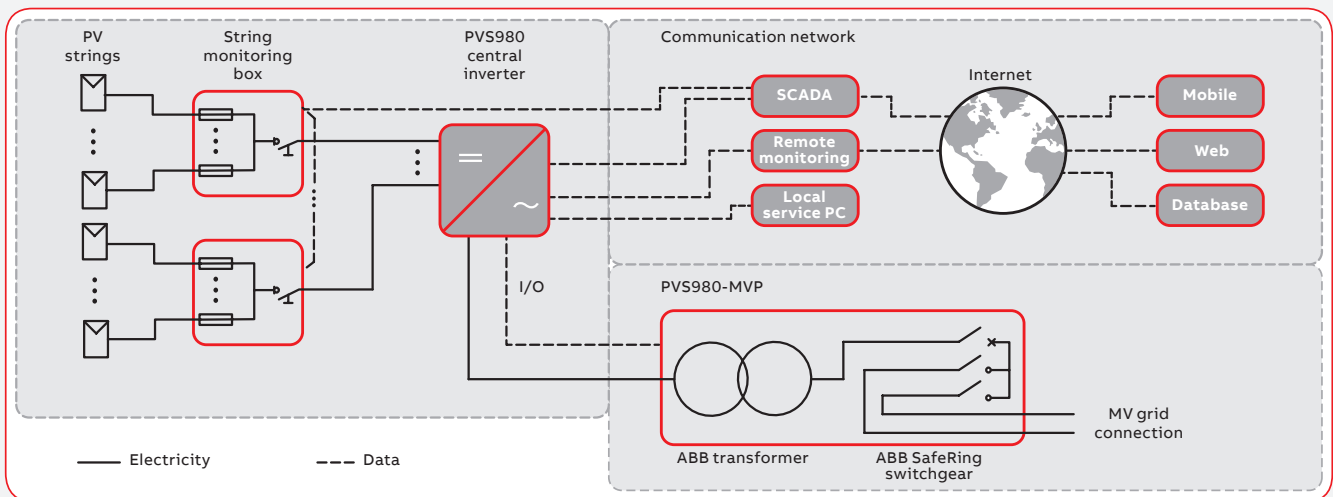 PV
strings
String
monitoring
box
PVS980
central
inverter
Communication network
Internet
SCADA
Remote
monitoring
Local
service PC
Mobile
Web
Database
I/O
PVS980-MVP
MV grid
connection
ABB transformer
ABB SafeRing
switchgear
Electricity
Data